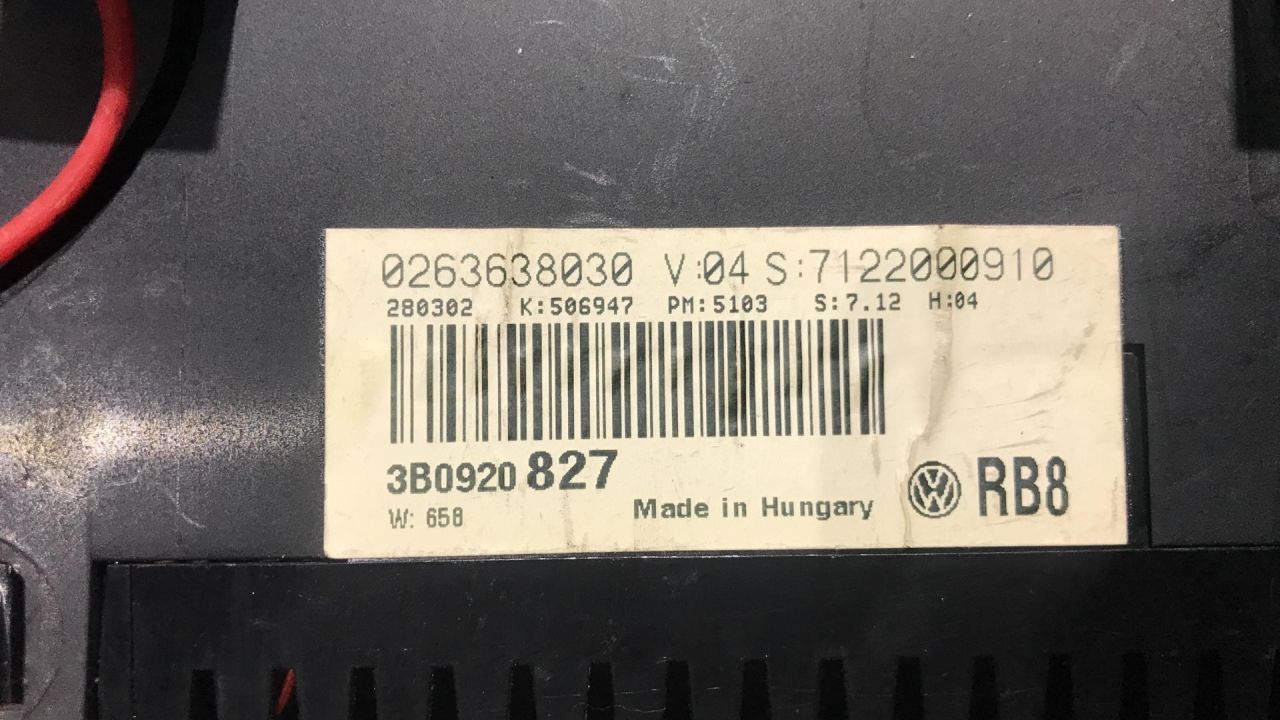 0263638030 V:04 S:7122000910
280302 K:506947 PM:5103 S:7.12 H:04
3B0920 827
W: 658 Made in Hungary RB8